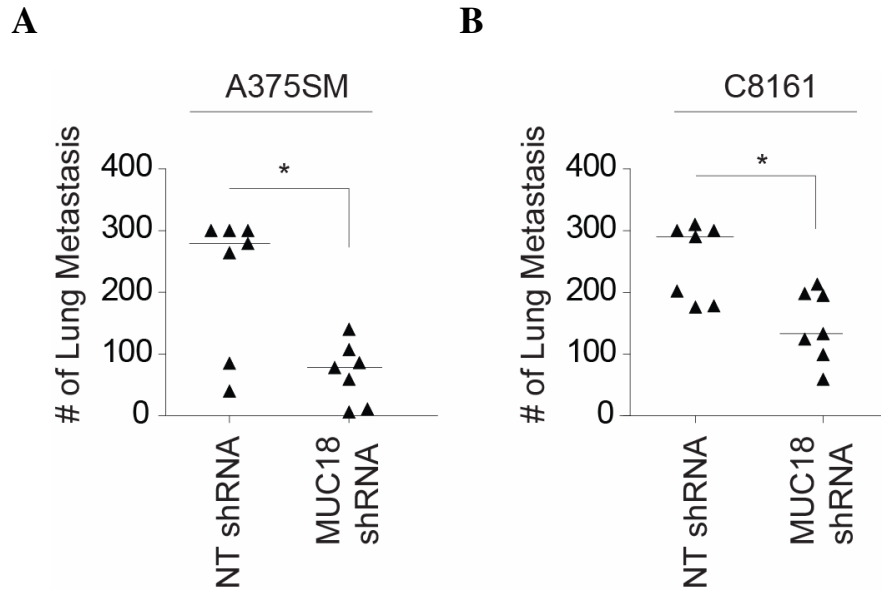 A
A375SM
# of Lung Metastasis
400
300
200
100
0
*
NT shRNA
MUC18
shRNA
B
C8161
# of Lung Metastasis
400
300
200
100
0
*
NT shRNA
MUC18
shRNA